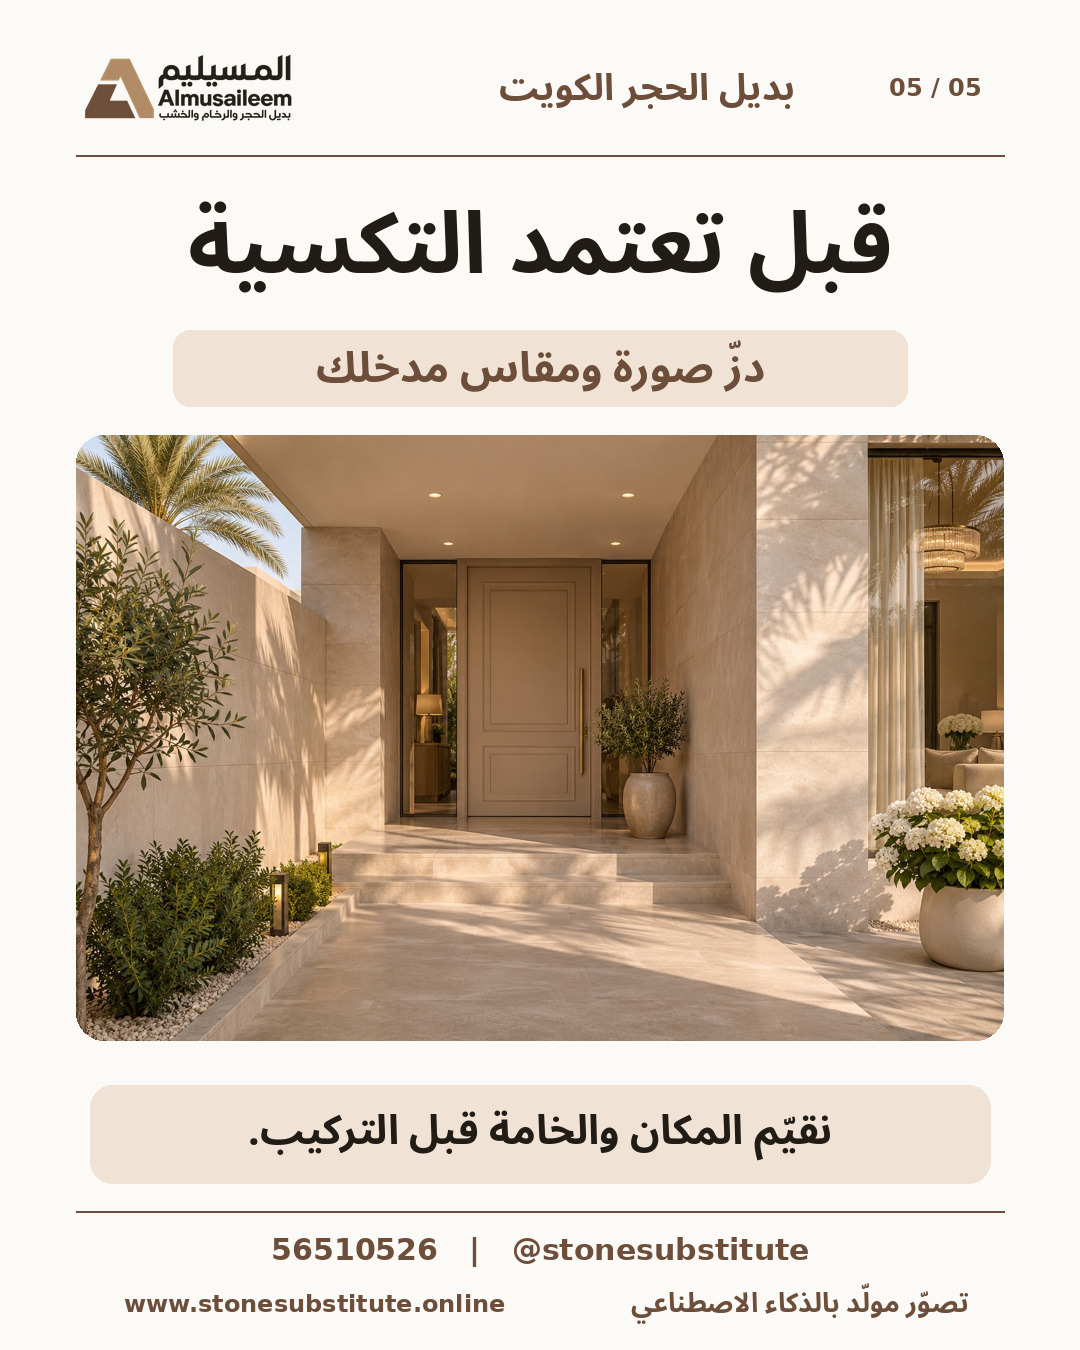 المسيليم
Almusaileem
بديل الحجر والرخام والخشب
بديل الحجر الكويت
05 / 05
قبل تعتمد التكسية
دزّ صورة ومقاس مدخلك
نقيّم المكان والخامة قبل التركيب.
56510526 | @stonesubstitute
www.stonesubstitute.online
تصوّر مولّد بالذكاء الاصطناعي